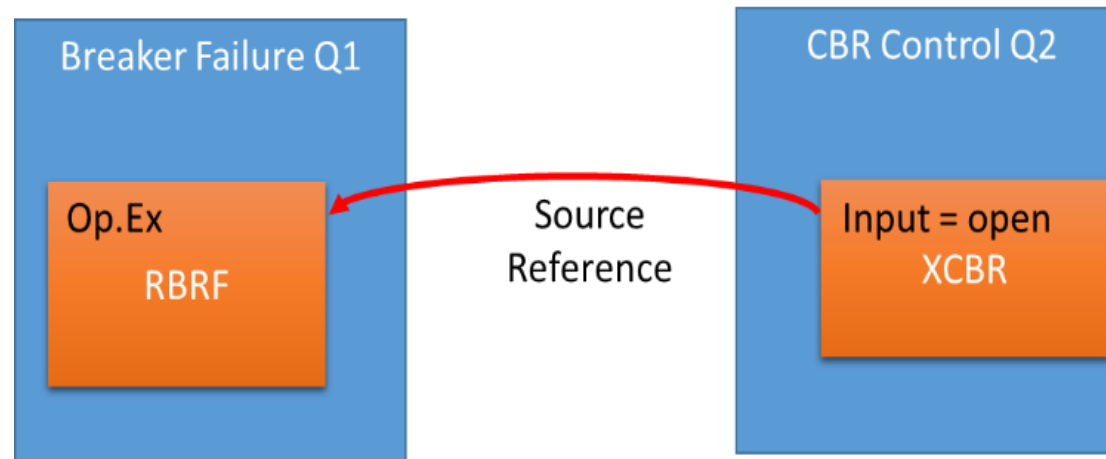 Breaker Failure Q1
Op.Ex
RBRF
Source
Reference
CBR Control Q2
Input = open
XCBR